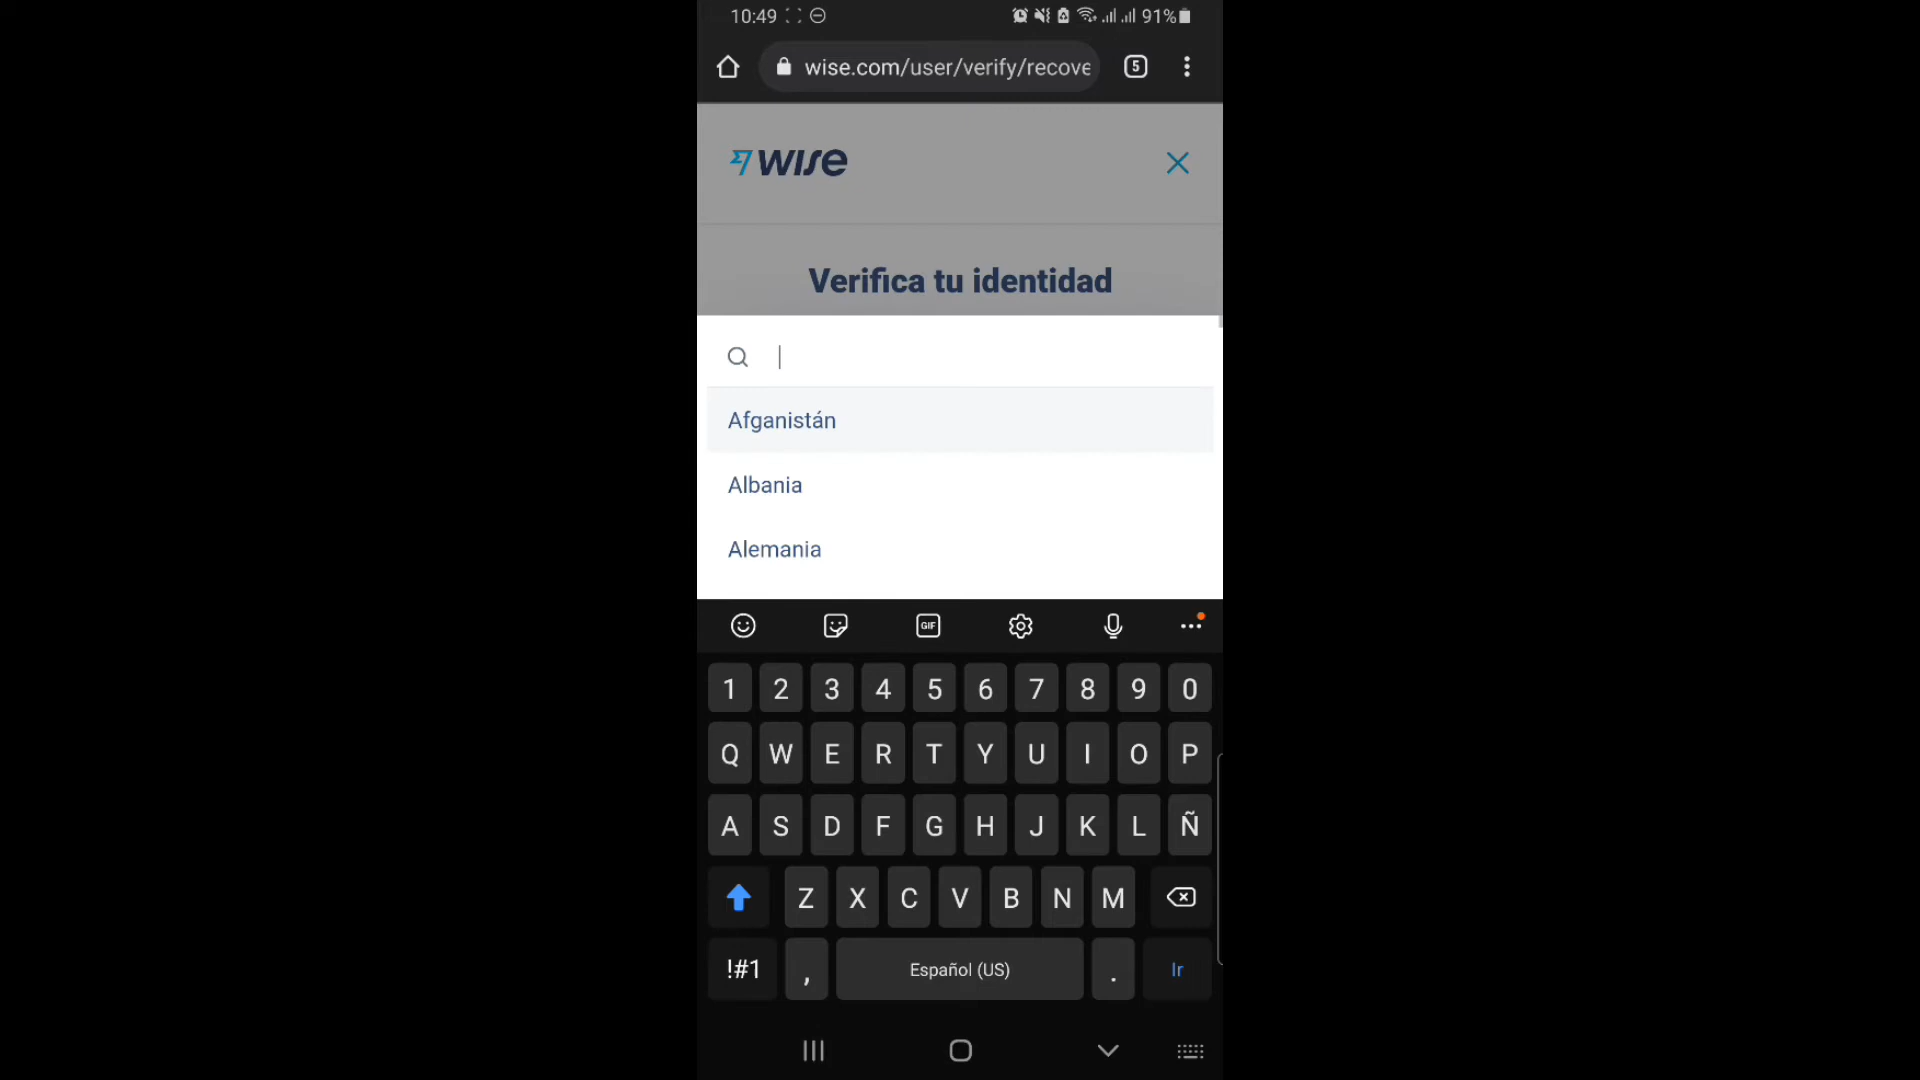 10:49 91%
wise.com/user/verify/recove 5
wise
Verifica tu identidad
Afganistán
Albania
Alemania
GIF
1 2 3 4 5 6 7 8 9 0
Q W E R T Y U I O P
A S D F G H J K L Ñ
Z X C V B N M
!#1 , Español (US) . Ir